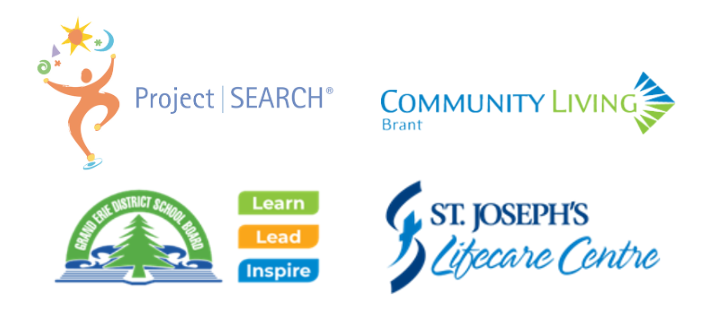 Project | SEARCH®
COMMUNITY LIVING
Brant
GRAND ERIE DISTRICT SCHOOL BOARD
Learn
Lead
Inspire
ST. JOSEPH'S
Lifecare Centre